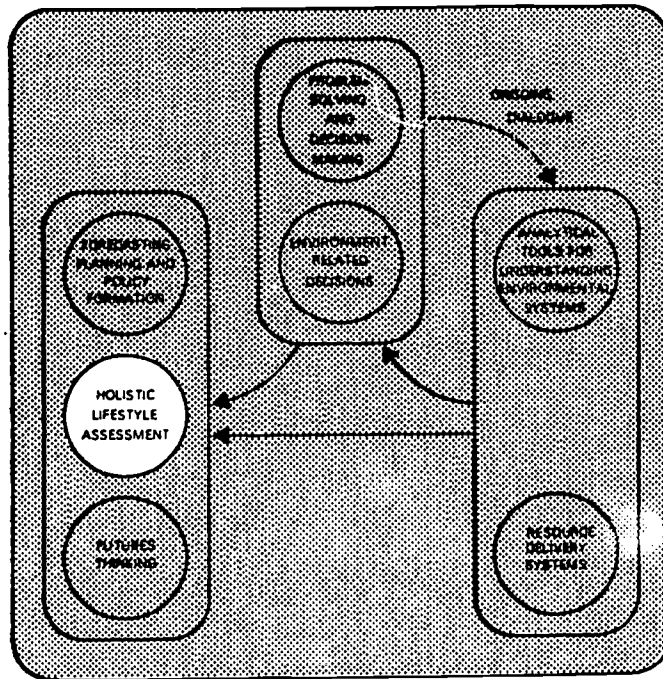 PROBLEM
SOLVING
AND
DECISION
MAKING
ONGOING
DIALOGUE
FORECASTING
PLANNING AND
POLICY
FORMATION
ENVIRONMENT
RELATED
DECISIONS
ANALYTICAL
TOOLS FOR
UNDERSTANDING
ENVIRONMENTAL
SYSTEMS
HOLISTIC
LIFESTYLE
ASSESSMENT
FUTURES
THINKING
RESOURCE
DELIVERY
SYSTEMS